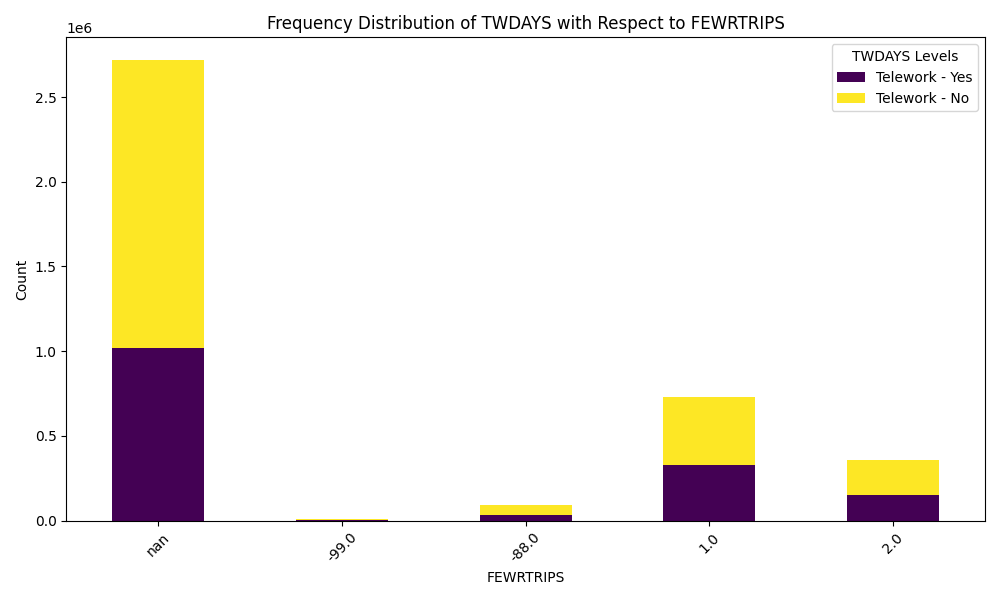 Frequency Distribution of TWDAYS with Respect to FEWRTRIPS
1e6
TWDAYS Levels
Telework - Yes
Telework - No
2.5
2.0
1.5
1.0
0.5
0.0
Count
nan
-99.0
-88.0
1.0
2.0
FEWRTRIPS